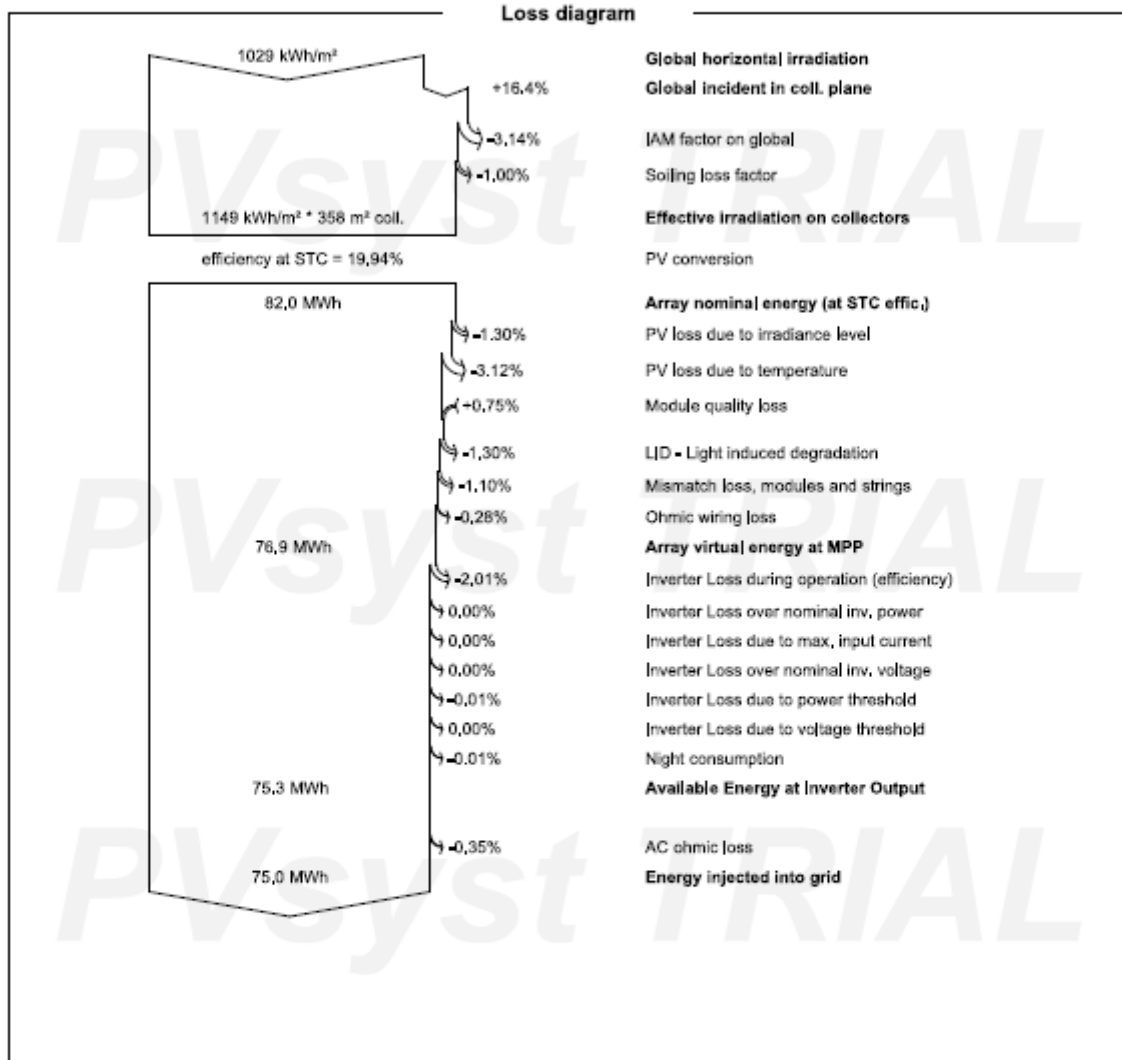 Loss diagram
1029 kWh/m² Global horizontal irradiation
+16.4% Global incident in coll. plane
-3,14% IAM factor on global
-1,00% Soiling loss factor
1149 kWh/m² * 358 m² coll. Effective irradiation on collectors
efficiency at STC = 19,94% PV conversion
82,0 MWh Array nominal energy (at STC effic.)
-1.30% PV loss due to irradiance level
-3.12% PV loss due to temperature
+0,75% Module quality loss
-1,30% LID - Light induced degradation
-1,10% Mismatch loss, modules and strings
-0,28% Ohmic wiring loss
76,9 MWh Array virtual energy at MPP
-2,01% Inverter Loss during operation (efficiency)
0,00% Inverter Loss over nominal inv. power
0,00% Inverter Loss due to max. input current
0.00% Inverter Loss over nominal inv. voltage
-0,01% Inverter Loss due to power threshold
0,00% Inverter Loss due to voltage threshold
-0.01% Night consumption
75.3 MWh Available Energy at Inverter Output
-0,35% AC ohmic loss
75,0 MWh Energy injected into grid
PVsyst TRIAL
PVsyst TRIAL
PVsyst TRIAL